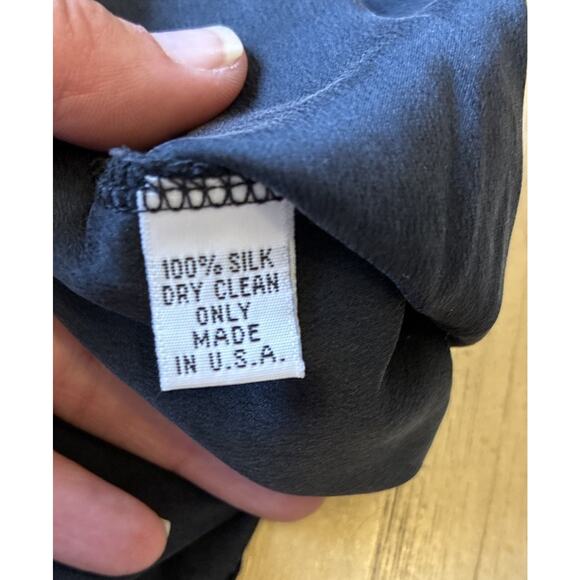 100% SILK
DRY CLEAN
ONLY
MADE
IN U.S.A.